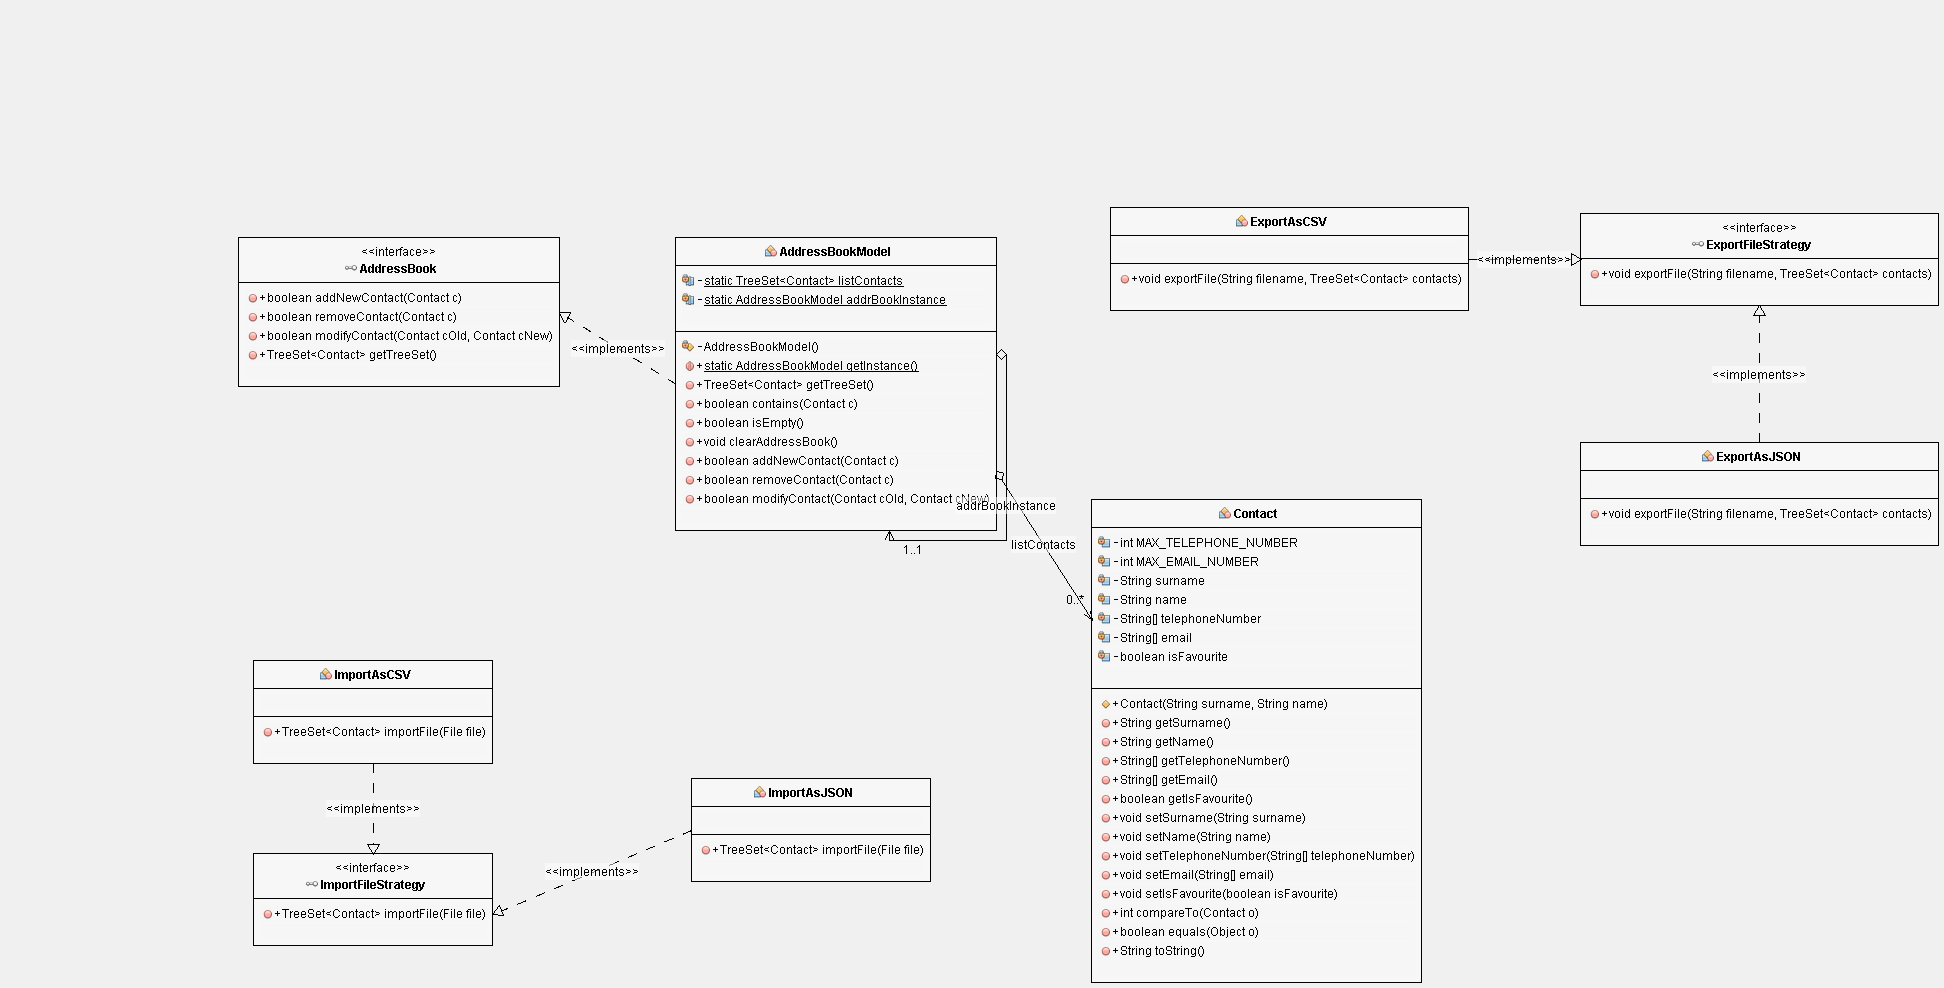 <<interface>>
AddressBook
+boolean addNewContact(Contact c)
+boolean removeContact(Contact c)
+boolean modifyContact(Contact cOld, Contact cNew)
+TreeSet<Contact> getTreeSet()
<<implements>>
AddressBookModel
-static TreeSet<Contact> listContacts
-static AddressBookModel addrBookInstance
-AddressBookModel()
+static AddressBookModel getInstance()
+TreeSet<Contact> getTreeSet()
+boolean contains(Contact c)
+boolean isEmpty()
+void clearAddressBook()
+boolean addNewContact(Contact c)
+boolean removeContact(Contact c)
+boolean modifyContact(Contact cOld, Contact cNew)
addrBookInstance
1..1
listContacts
0..*
ExportAsCSV
+void exportFile(String filename, TreeSet<Contact> contacts)
<<implements>>
<<interface>>
ExportFileStrategy
+void exportFile(String filename, TreeSet<Contact> contacts)
<<implements>>
ExportAsJSON
+void exportFile(String filename, TreeSet<Contact> contacts)
Contact
-int MAX_TELEPHONE_NUMBER
-int MAX_EMAIL_NUMBER
-String surname
-String name
-String[] telephoneNumber
-String[] email
-boolean isFavourite
+Contact(String surname, String name)
+String getSurname()
+String getName()
+String[] getTelephoneNumber()
+String[] getEmail()
+boolean getIsFavourite()
+void setSurname(String surname)
+void setName(String name)
+void setTelephoneNumber(String[] telephoneNumber)
+void setEmail(String[] email)
+void setIsFavourite(boolean isFavourite)
+int compareTo(Contact o)
+boolean equals(Object o)
+String toString()
ImportAsCSV
+TreeSet<Contact> importFile(File file)
<<implements>>
<<interface>>
ImportFileStrategy
+TreeSet<Contact> importFile(File file)
<<implements>>
ImportAsJSON
+TreeSet<Contact> importFile(File file)